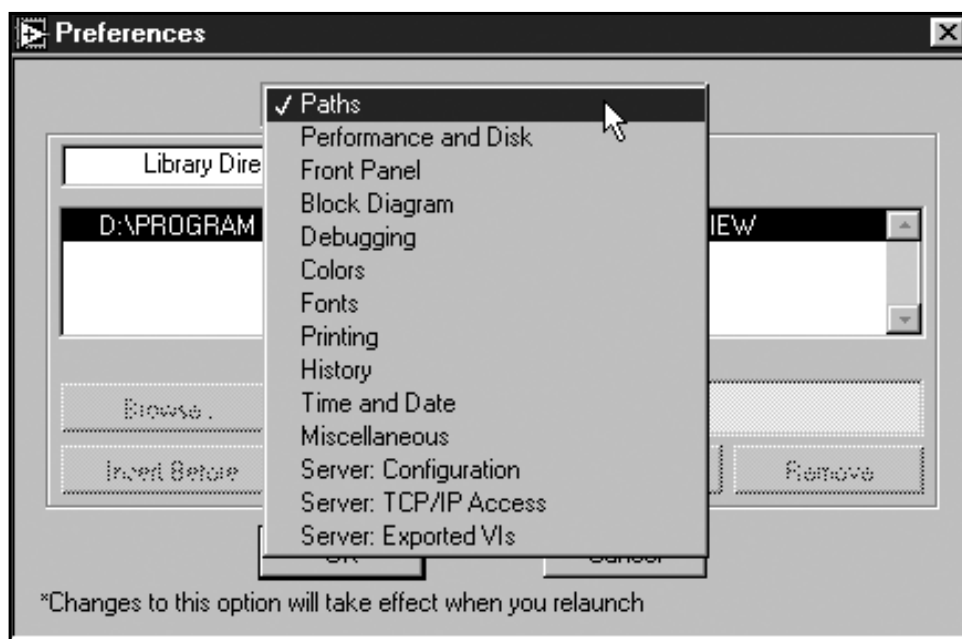 Preferences
Paths
Performance and Disk
Library Dire
Front Panel
Block Diagram
D:\PROGRAM IEW
Debugging
Colors
Fonts
Printing
History
Browse...
Time and Date
Miscellaneous
Insert Before
Server: Configuration
Remove
Server: TCP/IP Access
Server: Exported VIs
OK Cancel
*Changes to this option will take effect when you relaunch